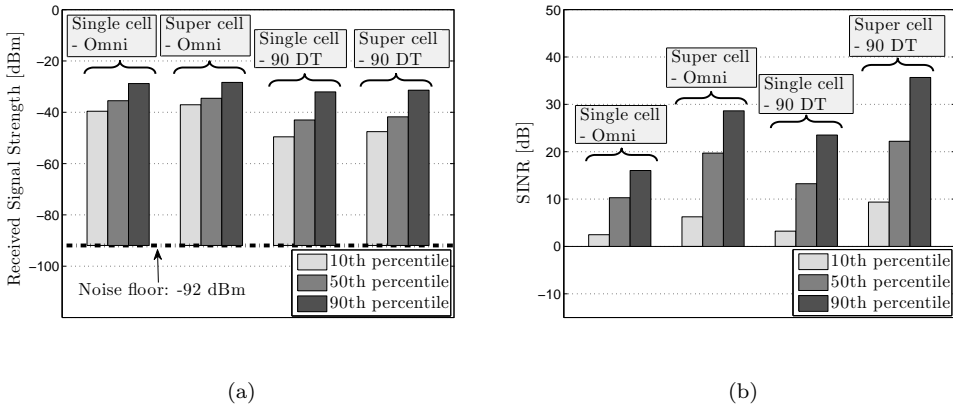 Received Signal Strength [dBm]
0
−20
−40
−60
−80
−100
Single cell
- Omni
Super cell
- Omni
Single cell
- 90 DT
Super cell
- 90 DT
Noise floor: -92 dBm
10th percentile
50th percentile
90th percentile
(a)
SINR [dB]
50
40
30
20
10
0
−10
Single cell
- Omni
Super cell
- Omni
Single cell
- 90 DT
Super cell
- 90 DT
10th percentile
50th percentile
90th percentile
(b)